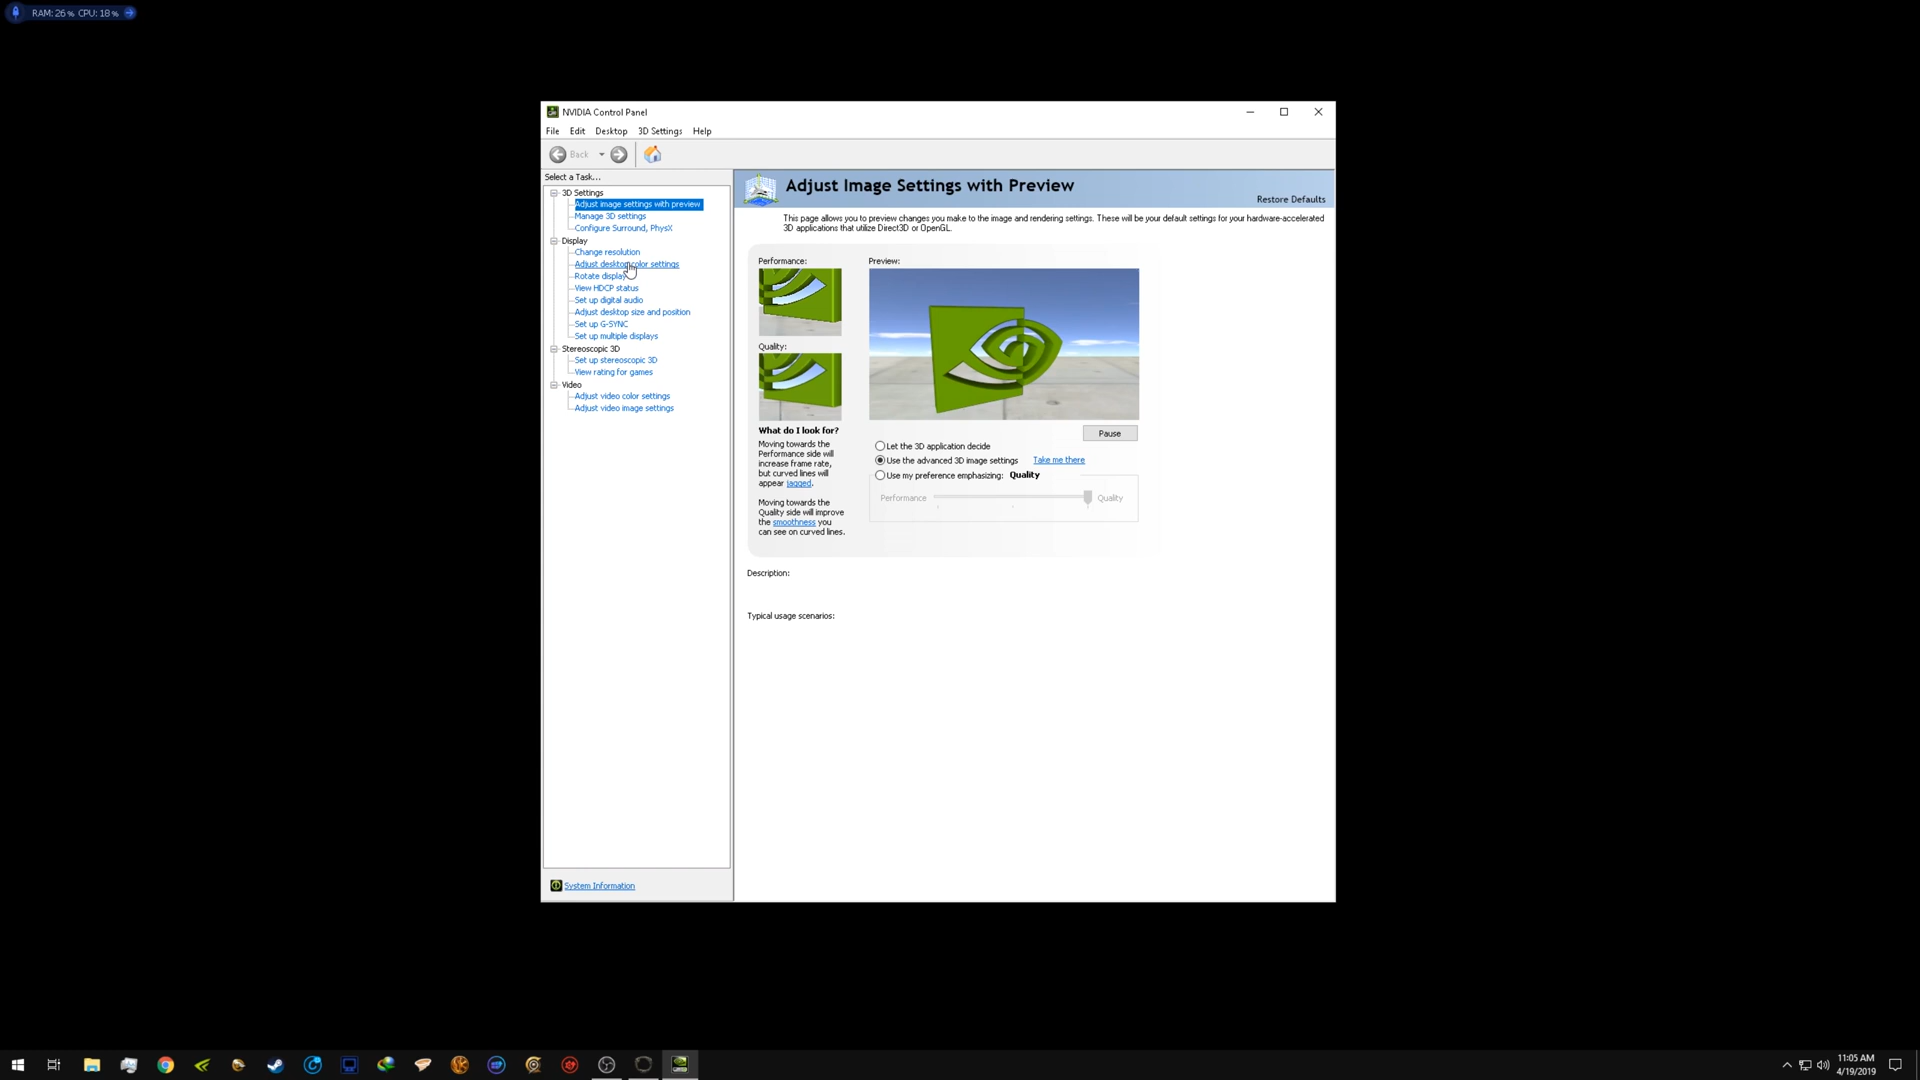 RAM: 26% CPU: 18%
NVIDIA Control Panel
File Edit Desktop 3D Settings Help
Back
Select a Task...
3D Settings
Adjust image settings with preview
Manage 3D settings
Configure Surround, PhysX
Display
Change resolution
Adjust desktop color settings
Rotate display
View HDCP status
Set up digital audio
Adjust desktop size and position
Set up G-SYNC
Set up multiple displays
Stereoscopic 3D
Set up stereoscopic 3D
View rating for games
Video
Adjust video color settings
Adjust video image settings
System Information
Adjust Image Settings with Preview
Restore Defaults
This page allows you to preview changes you make to the image and rendering settings. These will be your default settings for your hardware-accelerated
3D applications that utilize Direct3D or OpenGL.
Performance:
Quality:
What do I look for?
Moving towards the
Performance side will
increase frame rate,
but curved lines will
appear jagged.
Moving towards the
Quality side will improve
the smoothness you
can see on curved lines.
Preview:
Pause
Let the 3D application decide
Use the advanced 3D image settings Take me there
Use my preference emphasizing: Quality
Performance Quality
Description:
Typical usage scenarios:
11:05 AM
4/19/2019